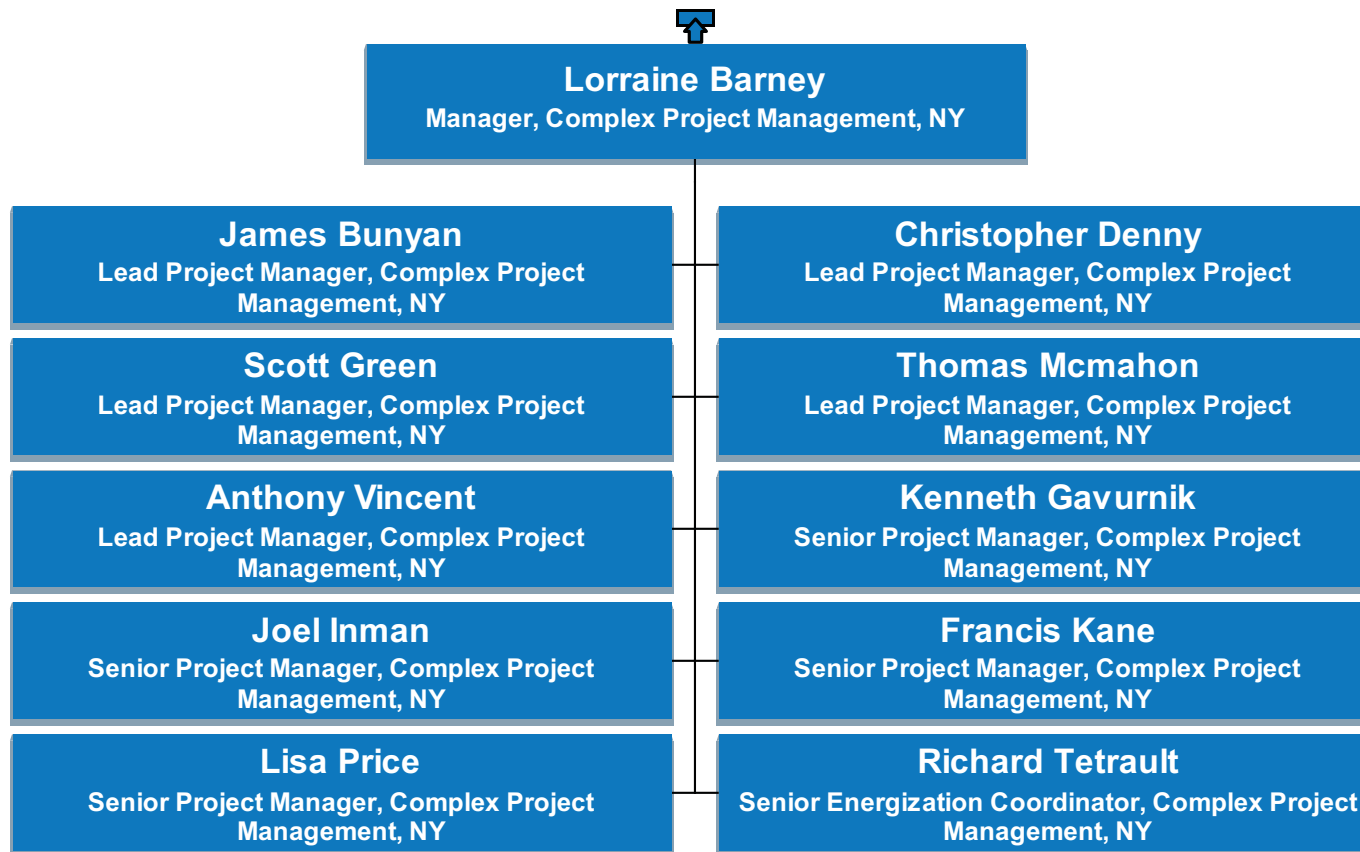 Lorraine Barney
Manager, Complex Project Management, NY
James Bunyan
Lead Project Manager, Complex Project
Management, NY
Christopher Denny
Lead Project Manager, Complex Project
Management, NY
Scott Green
Lead Project Manager, Complex Project
Management, NY
Thomas Mcmahon
Lead Project Manager, Complex Project
Management, NY
Anthony Vincent
Lead Project Manager, Complex Project
Management, NY
Kenneth Gavurnik
Senior Project Manager, Complex Project
Management, NY
Joel Inman
Senior Project Manager, Complex Project
Management, NY
Francis Kane
Senior Project Manager, Complex Project
Management, NY
Lisa Price
Senior Project Manager, Complex Project
Management, NY
Richard Tetrault
Senior Energization Coordinator, Complex Project
Management, NY